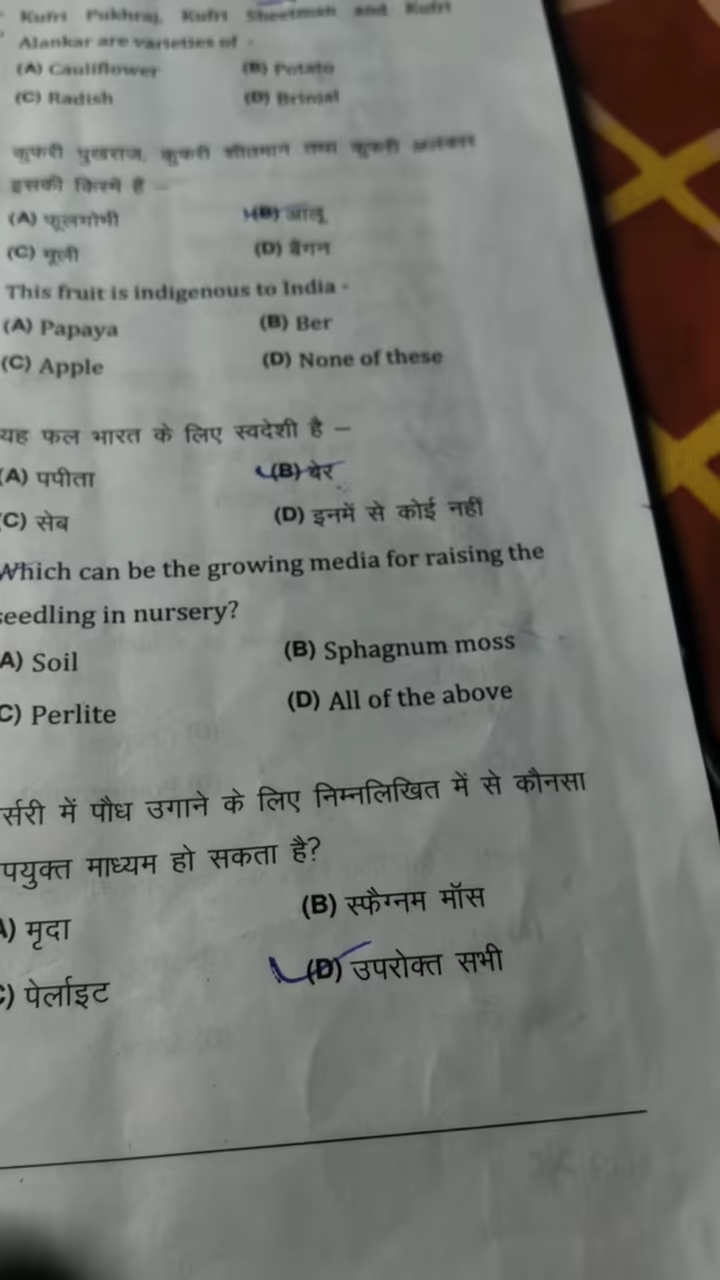 Kufri Pukhraj, Kufri Sheetman and Kufri
Alankar are varieties of -
(A) Cauliflower (B) Potato
(C) Radish (D) Brinjal
कुफरी पुखराज, कुफरी शीतमान तथा कुफरी अलंकार
इसकी किस्में हैं –
(A) फूलगोभी (B) आलू
(C) मूली (D) बैंगन
This fruit is indigenous to India -
(A) Papaya (B) Ber
(C) Apple (D) None of these
यह फल भारत के लिए स्वदेशी है –
(A) पपीता (B) बेर
C) सेब (D) इनमें से कोई नहीं
Which can be the growing media for raising the
seedling in nursery?
A) Soil (B) Sphagnum moss
C) Perlite (D) All of the above
र्सरी में पौध उगाने के लिए निम्नलिखित में से कौनसा
पयुक्त माध्यम हो सकता है?
A) मृदा (B) स्फैग्नम मॉस
C) पेर्लाइट (D) उपरोक्त सभी